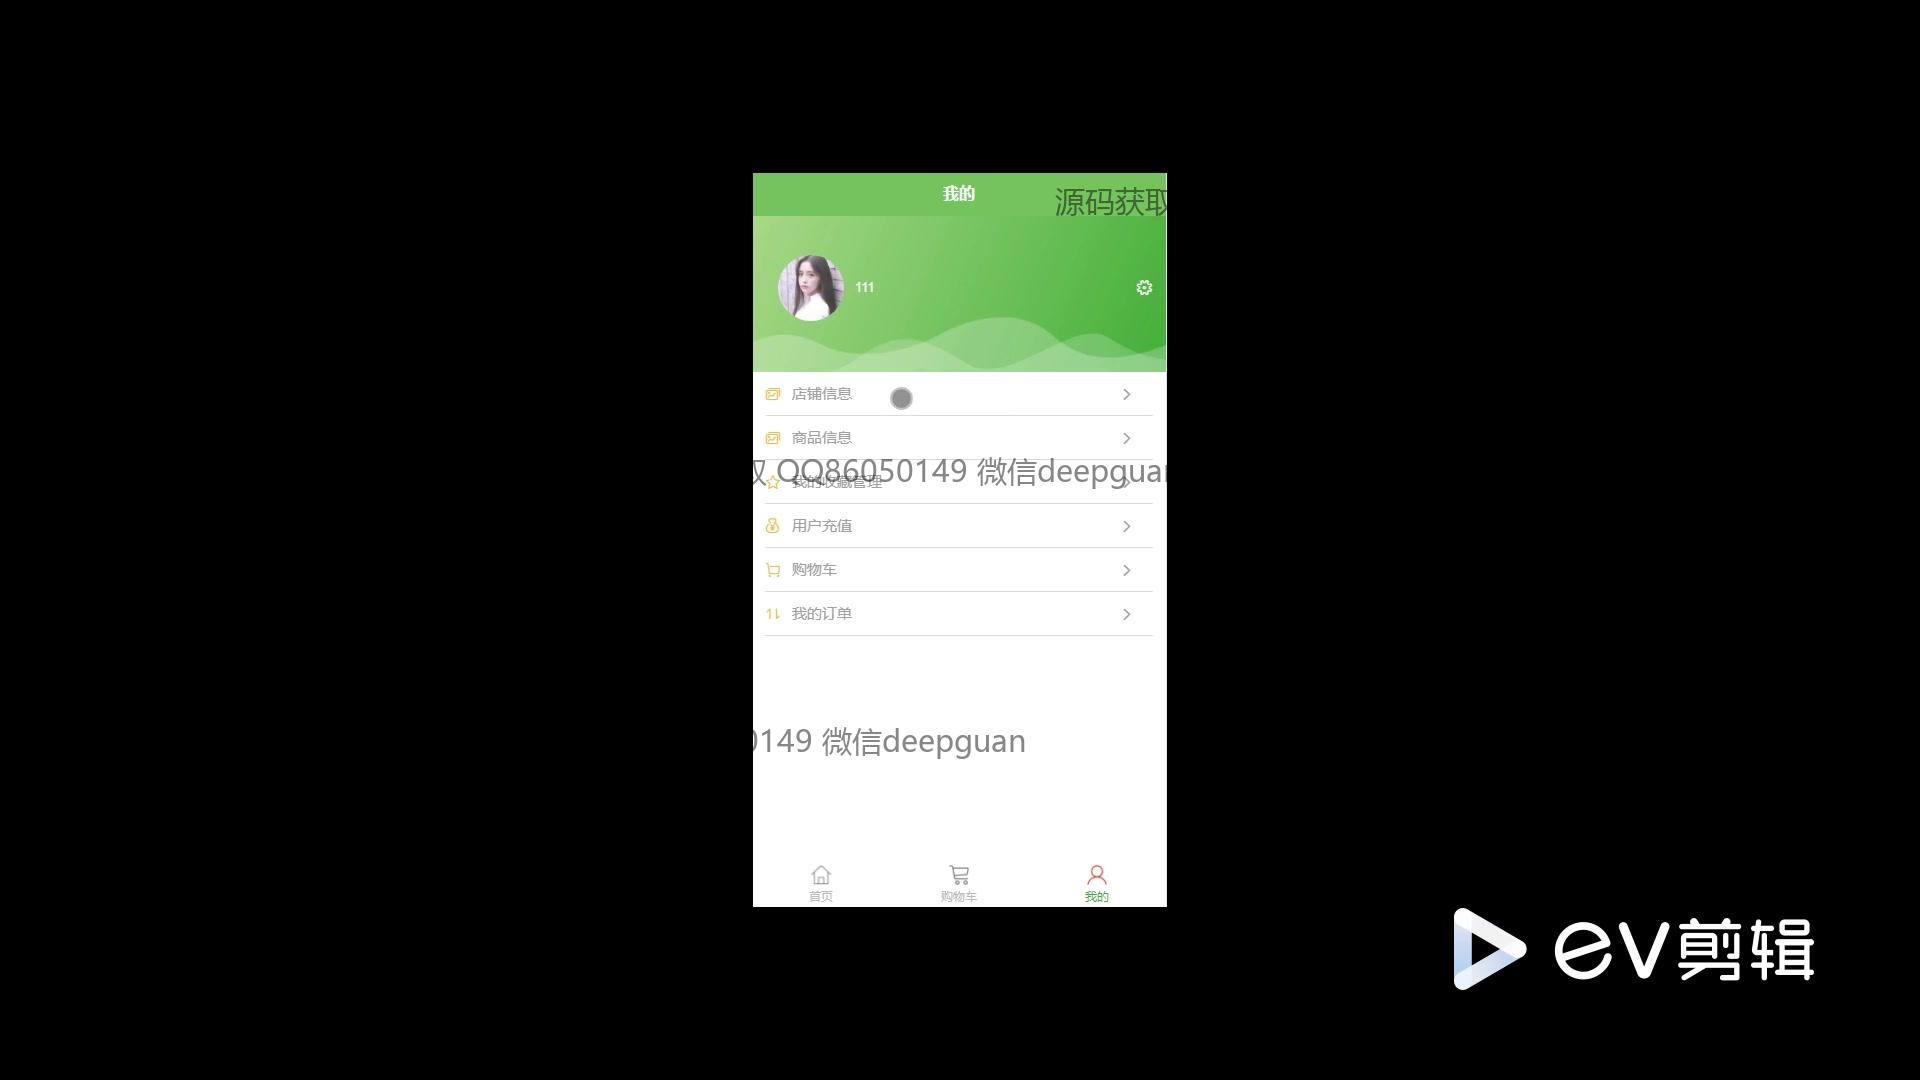 我的
源码获取
111
店铺信息
商品信息
QQ86050149 微信deepguan
我的收藏管理
用户充值
购物车
我的订单
0149 微信deepguan
首页
购物车
我的
ev剪辑